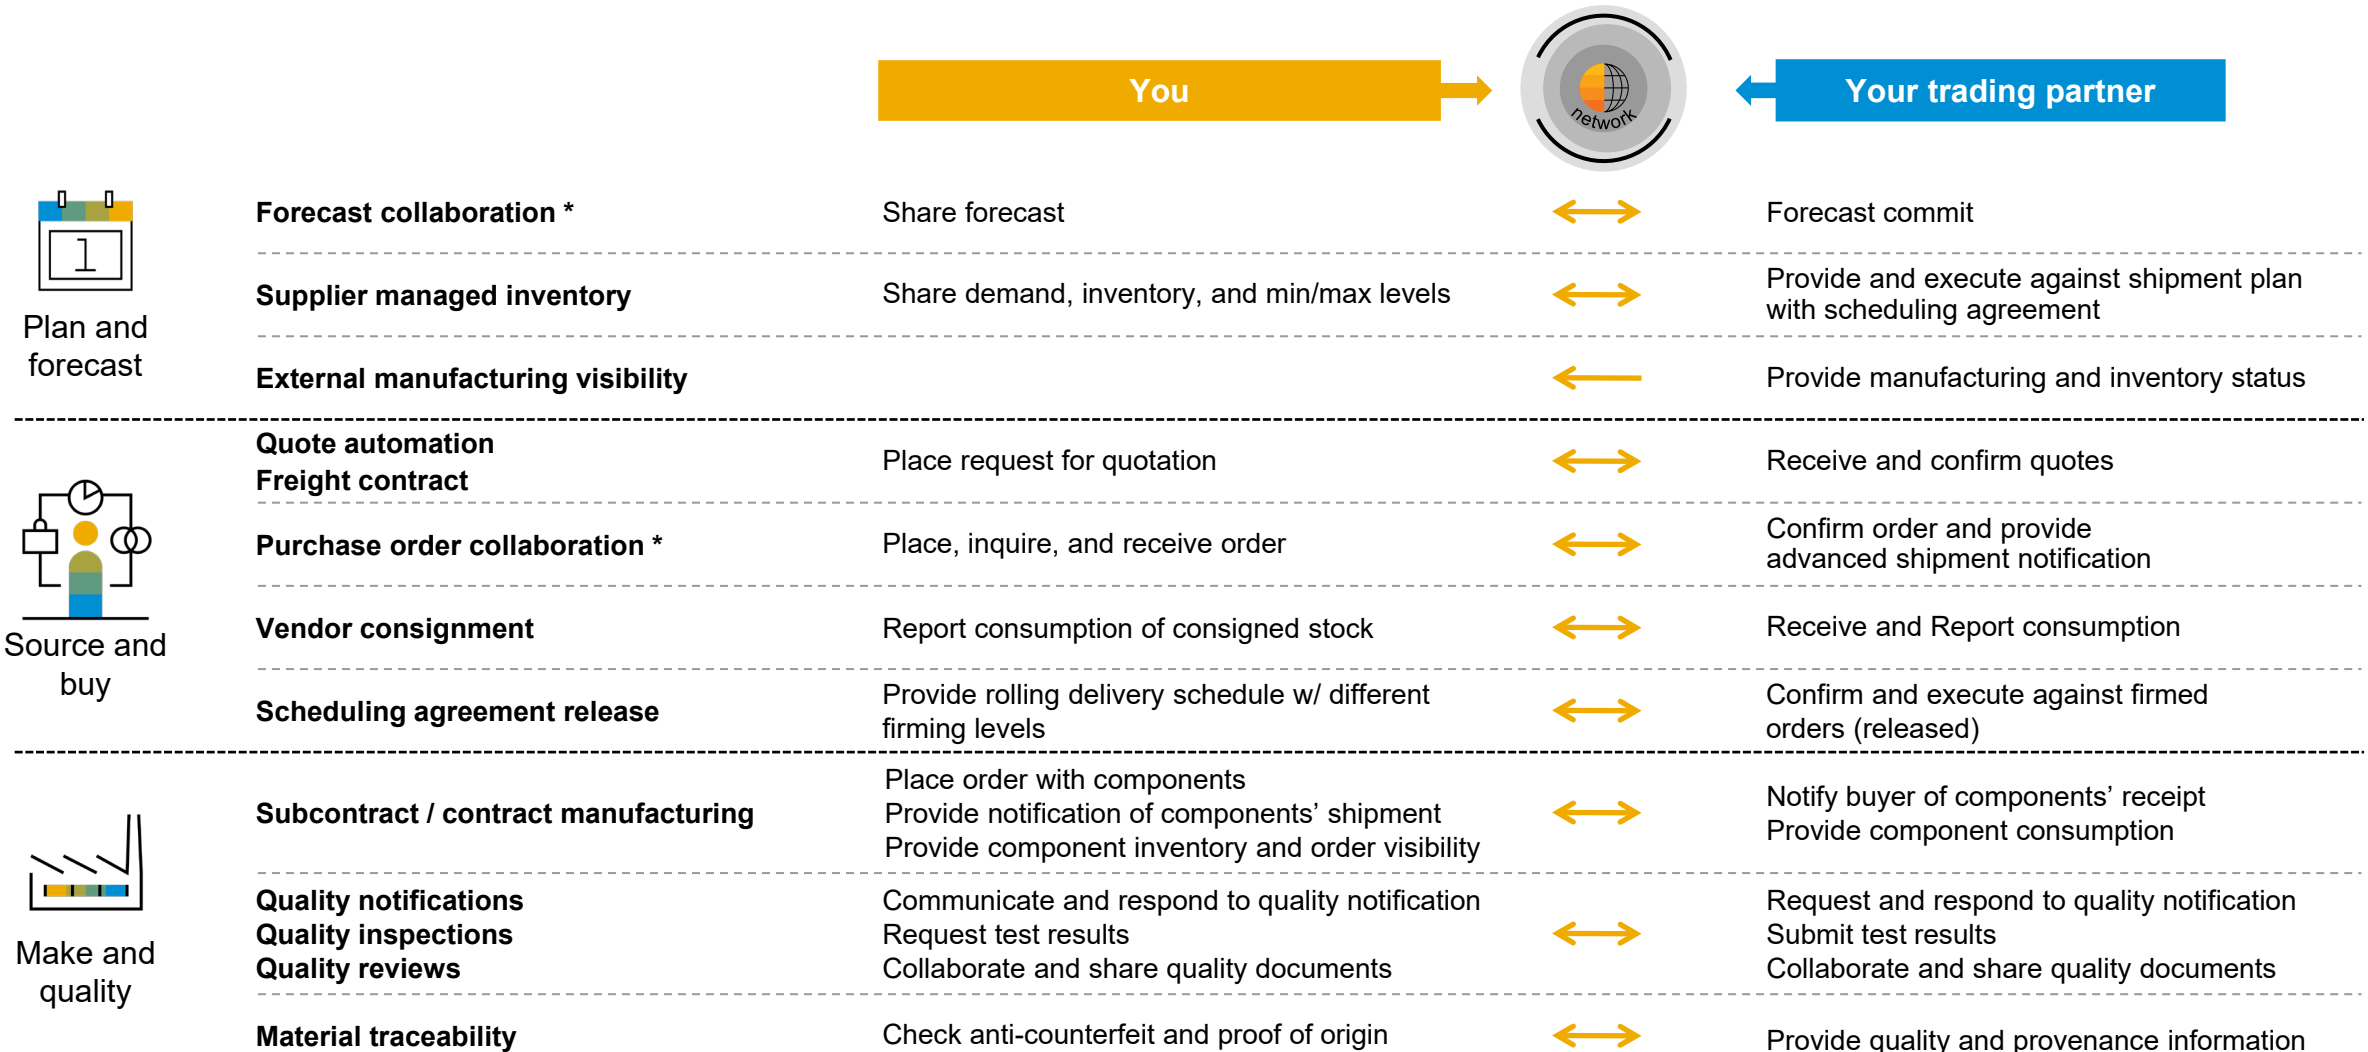 You
network
Your trading partner
1
Plan and
forecast
Forecast collaboration *
Share forecast
Forecast commit
Supplier managed inventory
Share demand, inventory, and min/max levels
Provide and execute against shipment plan
with scheduling agreement
External manufacturing visibility
Provide manufacturing and inventory status
Source and
buy
Quote automation
Freight contract
Place request for quotation
Receive and confirm quotes
Purchase order collaboration *
Place, inquire, and receive order
Confirm order and provide
advanced shipment notification
Vendor consignment
Report consumption of consigned stock
Receive and Report consumption
Scheduling agreement release
Provide rolling delivery schedule w/ different
firming levels
Confirm and execute against firmed
orders (released)
Make and
quality
Subcontract / contract manufacturing
Place order with components
Provide notification of components’ shipment
Provide component inventory and order visibility
Notify buyer of components’ receipt
Provide component consumption
Quality notifications
Quality inspections
Quality reviews
Communicate and respond to quality notification
Request test results
Collaborate and share quality documents
Request and respond to quality notification
Submit test results
Collaborate and share quality documents
Material traceability
Check anti-counterfeit and proof of origin
Provide quality and provenance information